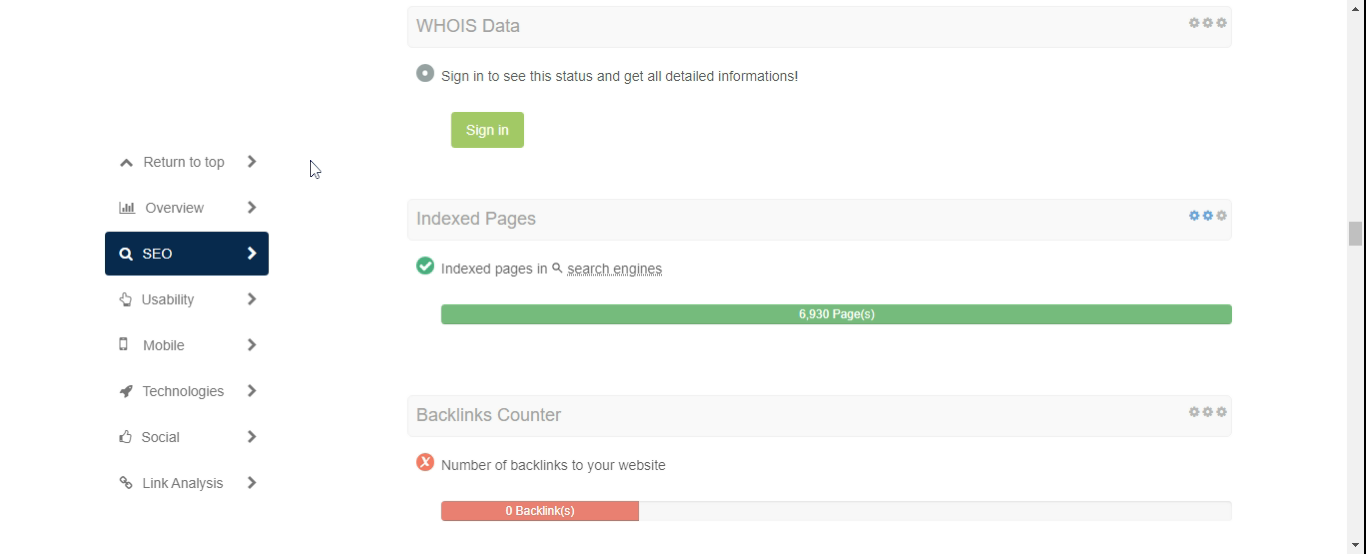 WHOIS Data
Sign in to see this status and get all detailed informations!
Sign in
Return to top
Overview
SEO
Usability
Mobile
Technologies
Social
Link Analysis
Indexed Pages
Indexed pages in search engines
6,930 Page(s)
Backlinks Counter
Number of backlinks to your website
0 Backlink(s)